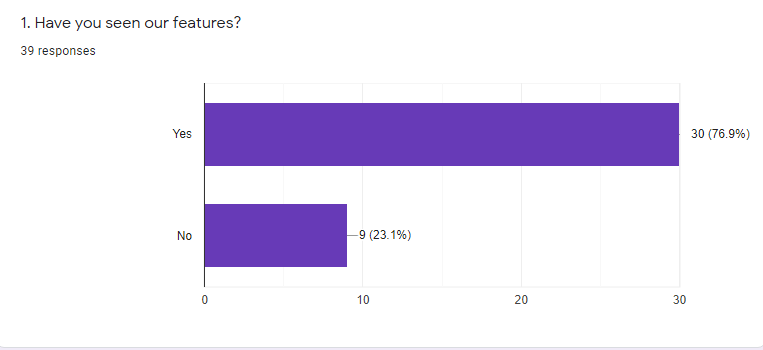 1. Have you seen our features?
39 responses
Yes
30 (76.9%)
No
9 (23.1%)
0
10
20
30